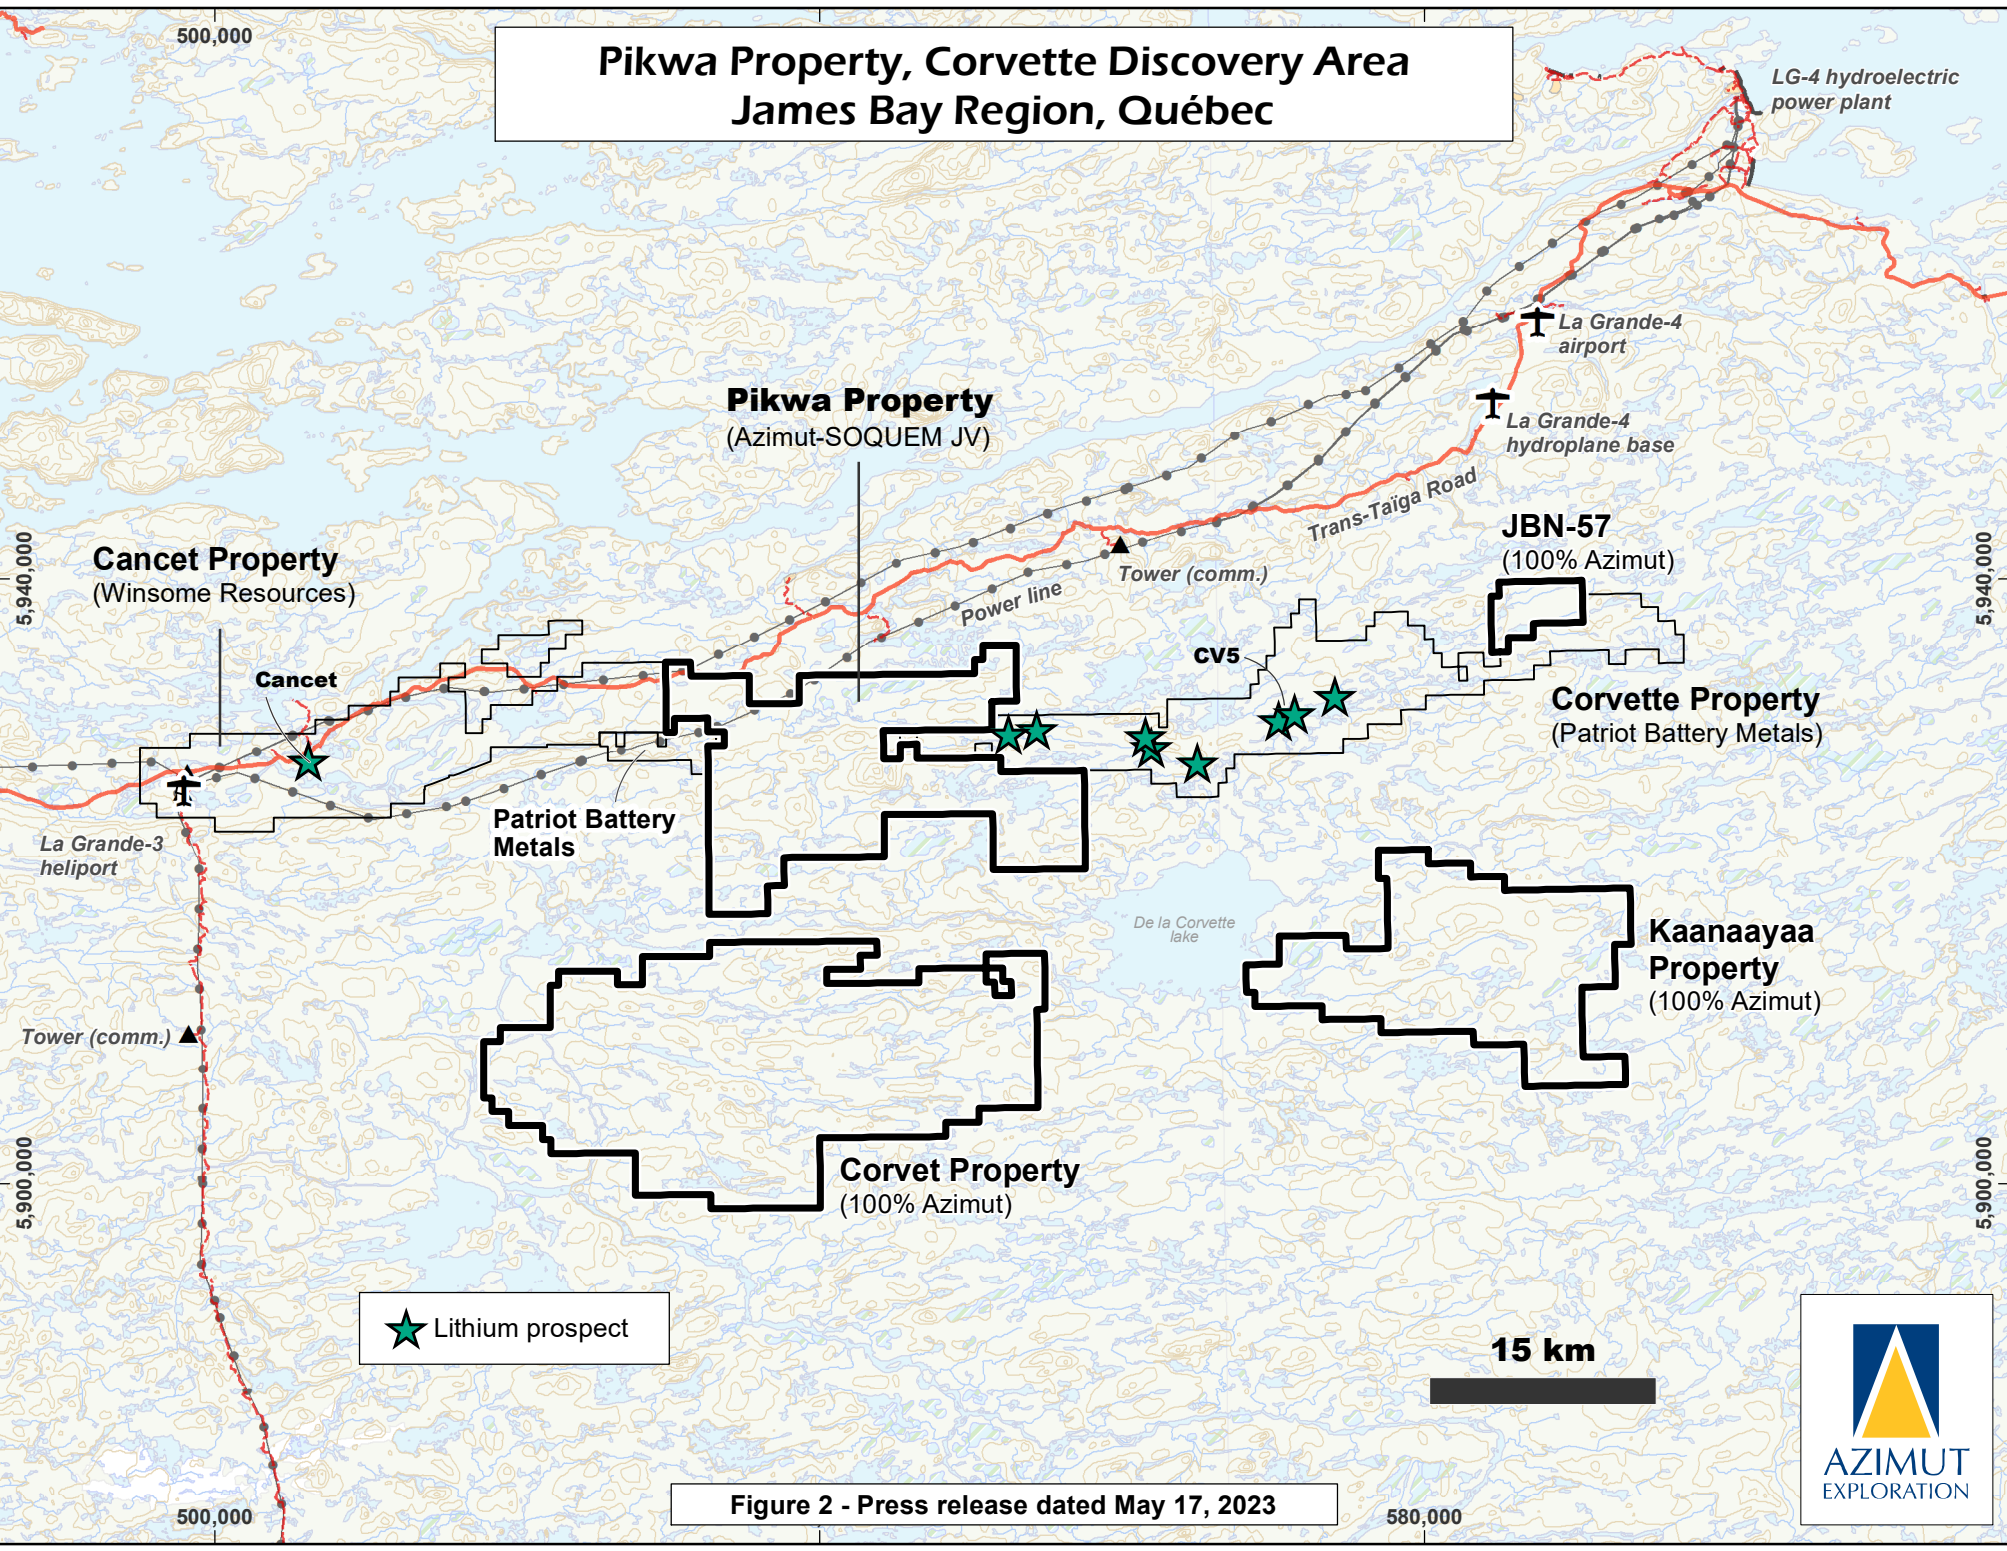 500,000
Pikwa Property, Corvette Discovery Area
James Bay Region, Québec
LG-4 hydroelectric
power plant
La Grande-4
airport
Pikwa Property
(Azimut-SOQUEM JV)
La Grande-4
hydroplane base
Trans-Taïga Road
JBN-57
(100% Azimut)
5,940,000
Cancet Property
(Winsome Resources)
Tower (comm.)
Power line
5,940,000
CV5
Cancet
Corvette Property
(Patriot Battery Metals)
Patriot Battery
Metals
La Grande-3
heliport
De la Corvette
lake
Kaanaayaa
Property
(100% Azimut)
Tower (comm.)
Corvet Property
(100% Azimut)
5,900,000
5,900,000
Lithium prospect
15 km
AZIMUT
EXPLORATION
Figure 2 - Press release dated May 17, 2023
500,000
580,000